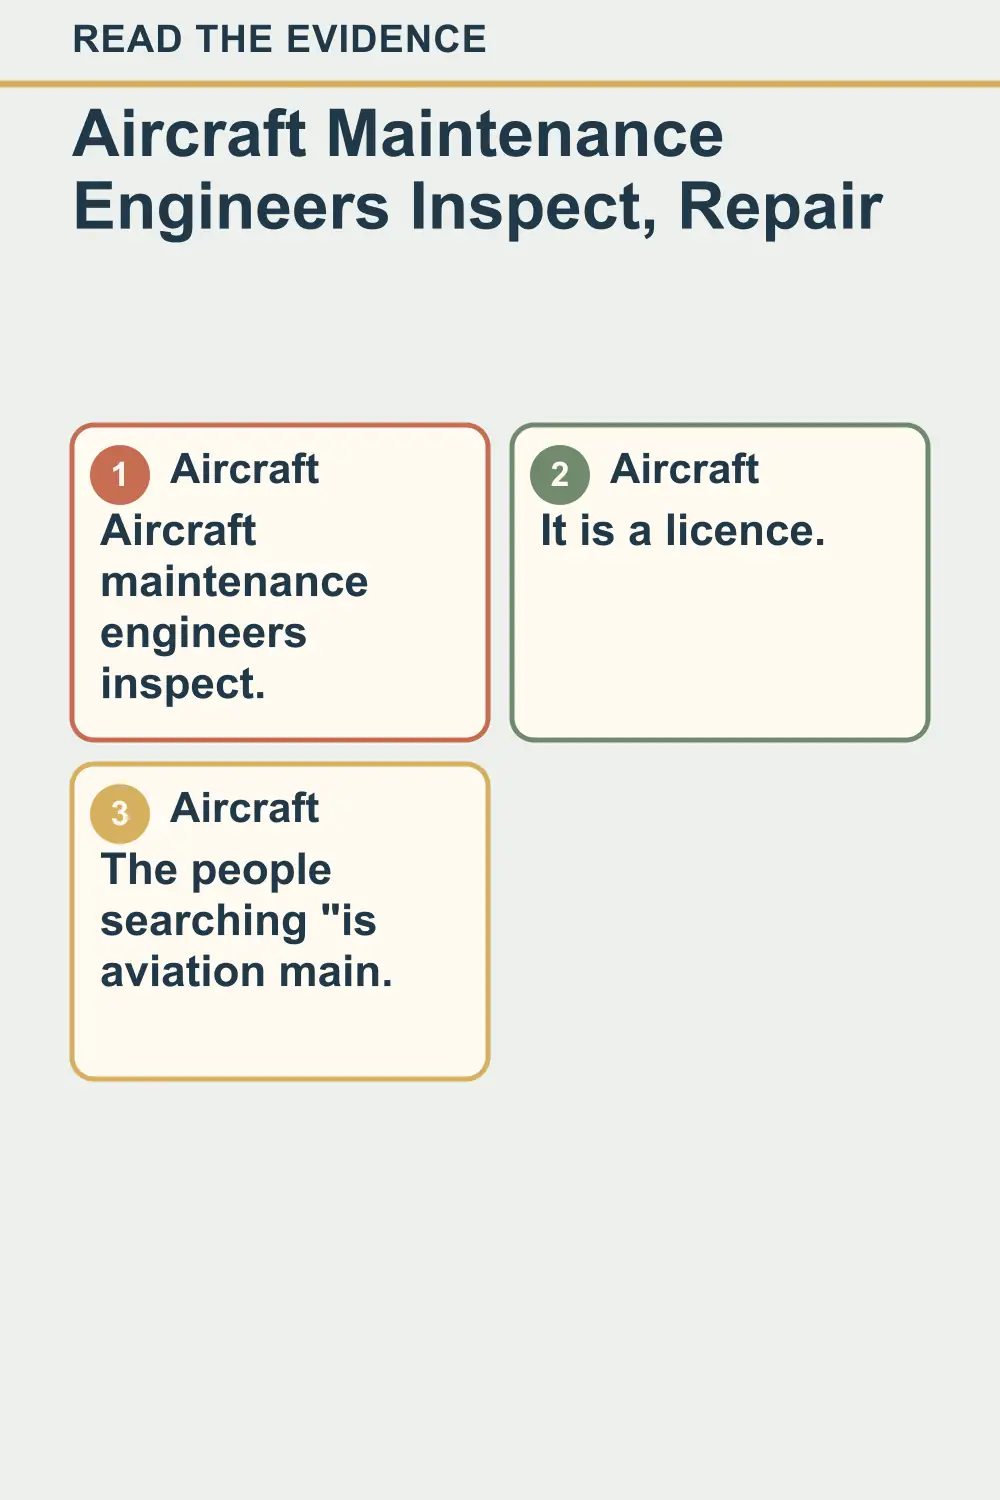 READ THE EVIDENCE
Aircraft Maintenance
Engineers Inspect, Repair
1 Aircraft
Aircraft
maintenance
engineers
inspect.
2 Aircraft
It is a licence.
3 Aircraft
The people
searching "is
aviation main.